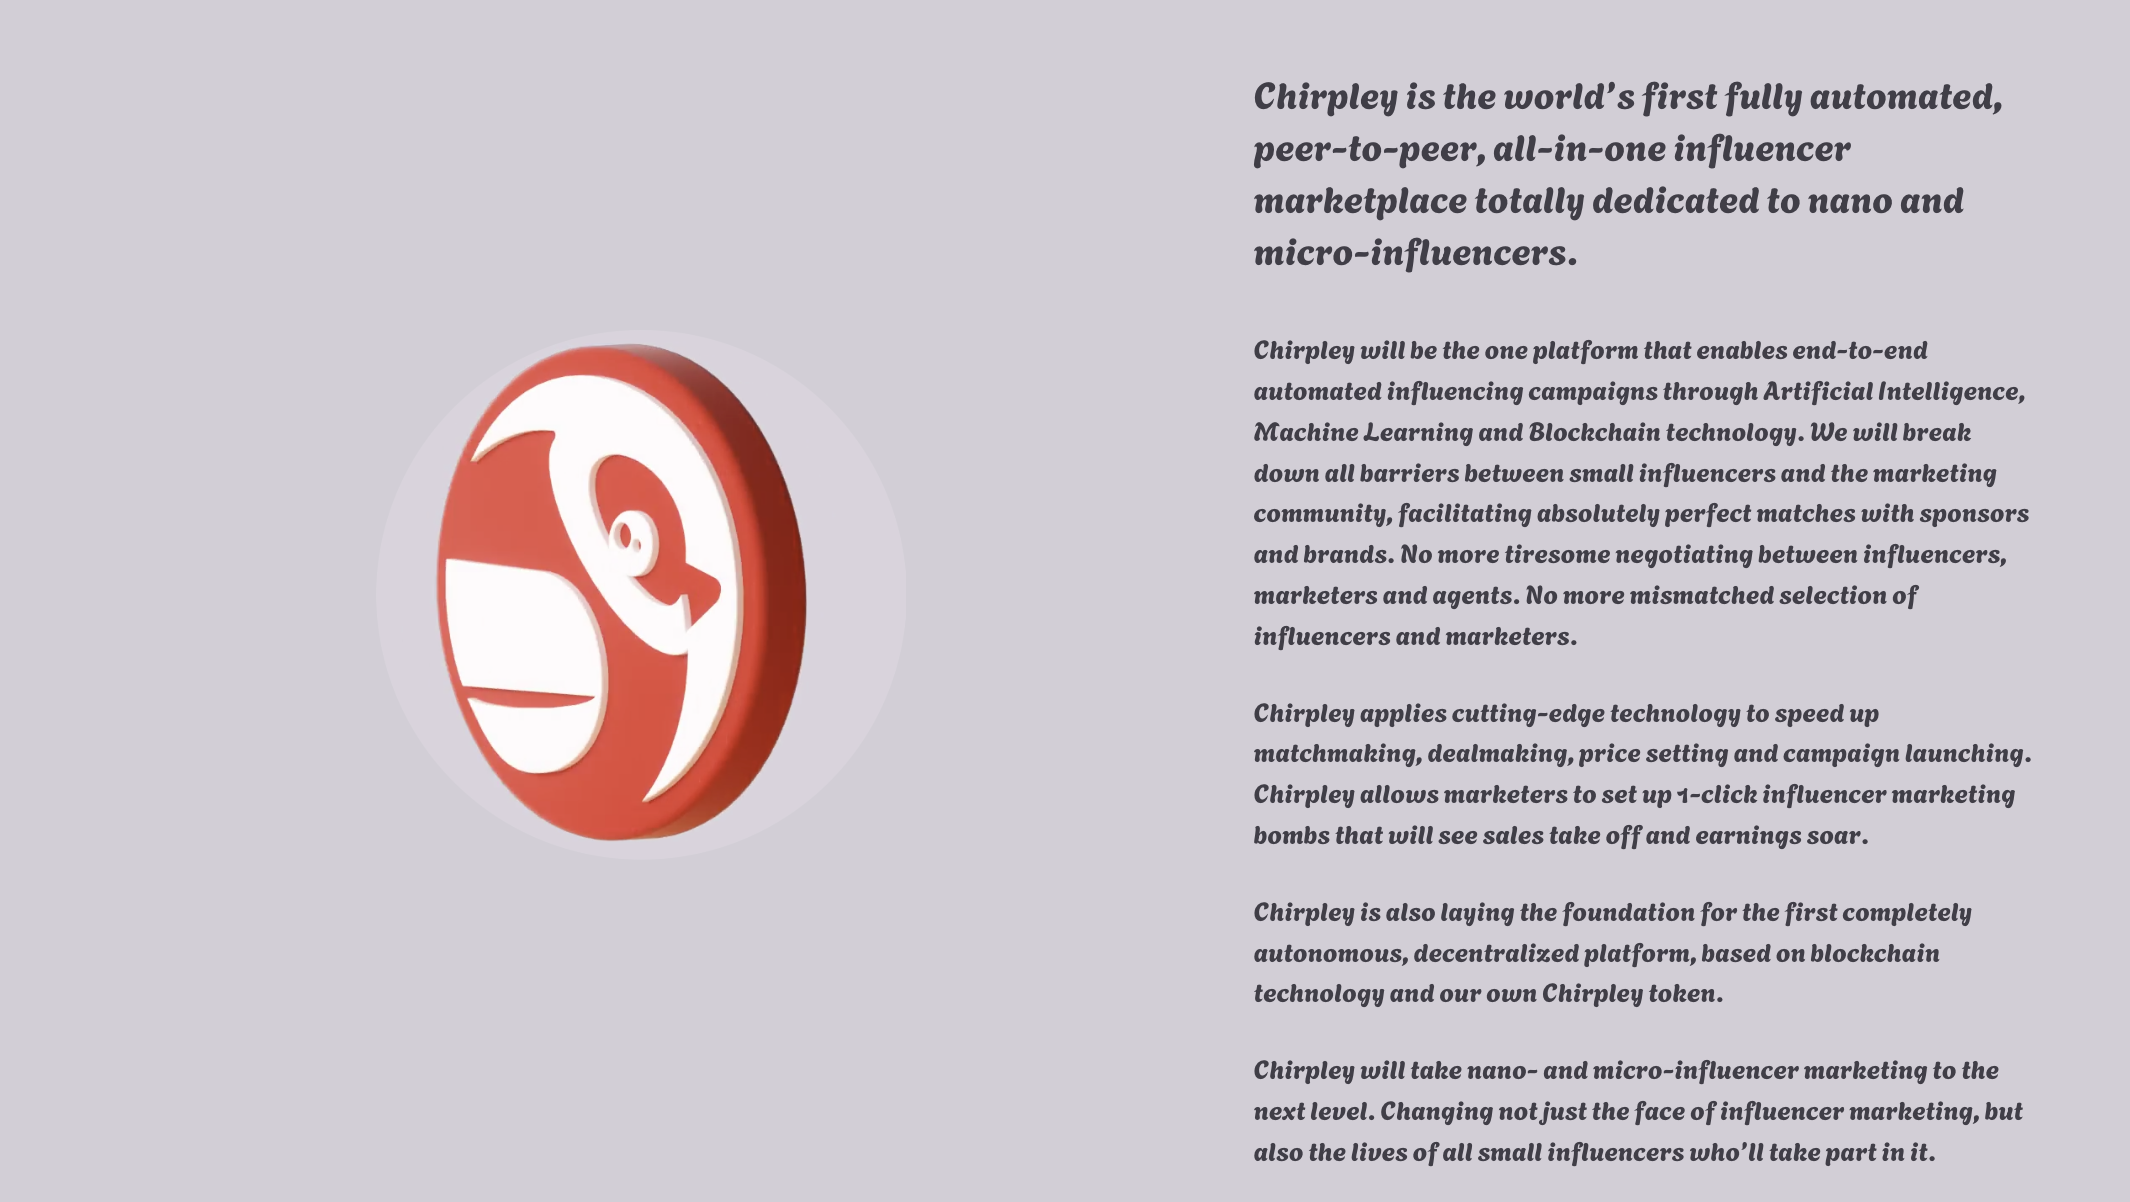 Chirpley is the world’s first fully automated,
peer-to-peer, all-in-one influencer
marketplace totally dedicated to nano and
micro-influencers.
Chirpley will be the one platform that enables end-to-end
automated influencing campaigns through Artificial Intelligence,
Machine Learning and Blockchain technology. We will break
down all barriers between small influencers and the marketing
community, facilitating absolutely perfect matches with sponsors
and brands. No more tiresome negotiating between influencers,
marketers and agents. No more mismatched selection of
influencers and marketers.
Chirpley applies cutting-edge technology to speed up
matchmaking, dealmaking, price setting and campaign launching.
Chirpley allows marketers to set up 1-click influencer marketing
bombs that will see sales take off and earnings soar.
Chirpley is also laying the foundation for the first completely
autonomous, decentralized platform, based on blockchain
technology and our own Chirpley token.
Chirpley will take nano- and micro-influencer marketing to the
next level. Changing not just the face of influencer marketing, but
also the lives of all small influencers who’ll take part in it.